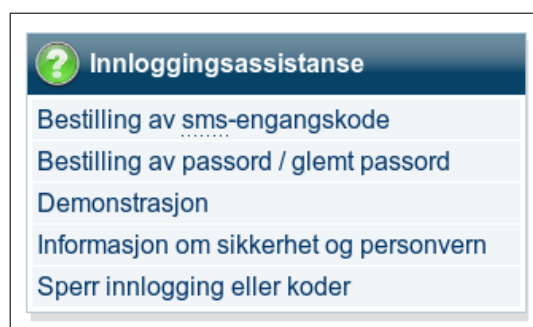 Innloggingsassistanse
Bestilling av sms-engangskode
Bestilling av passord / glemt passord
Demonstrasjon
Informasjon om sikkerhet og personvern
Sperr innlogging eller koder